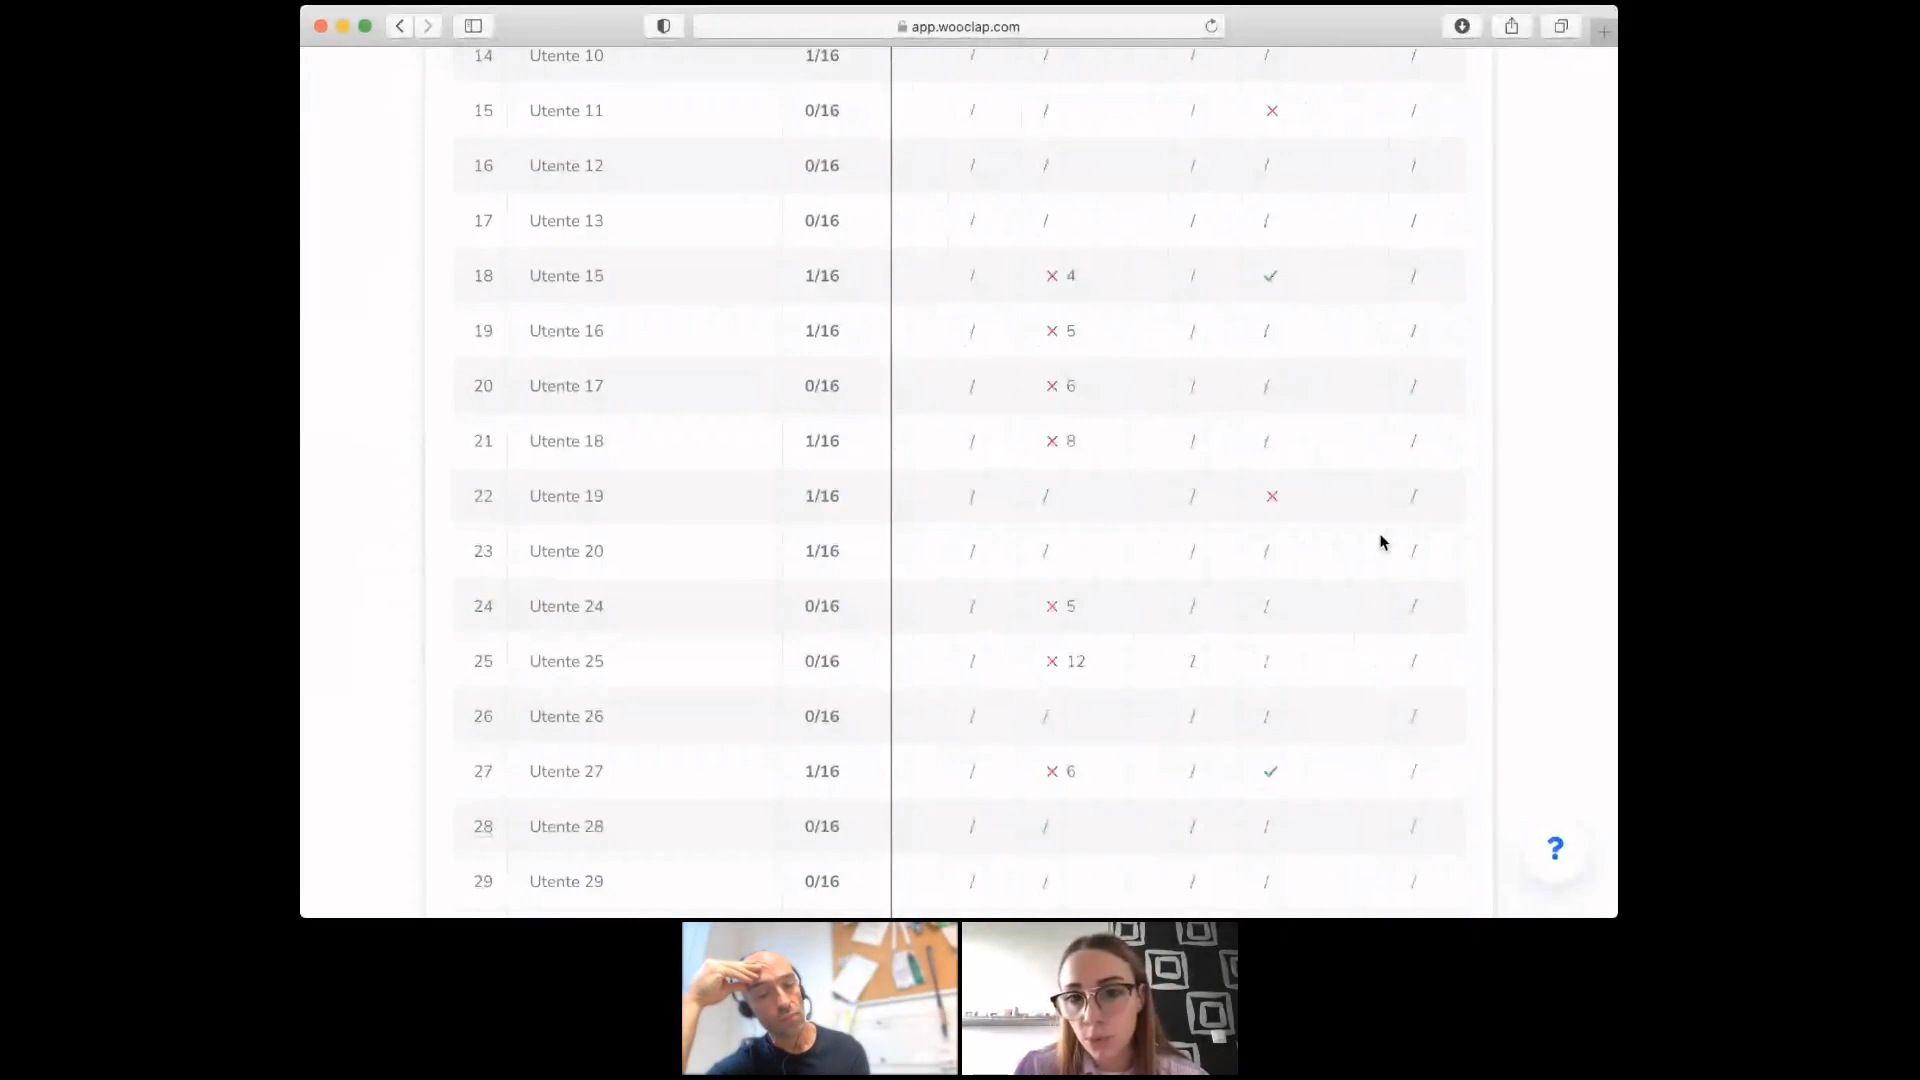 app.wooclap.com
14 Utente 10 1/16 / / / / /
15 Utente 11 0/16 / / / × /
16 Utente 12 0/16 / / / / /
17 Utente 13 0/16 / / / / /
18 Utente 15 1/16 / × 4 / ✓ /
19 Utente 16 1/16 / × 5 / / /
20 Utente 17 0/16 / × 6 / / /
21 Utente 18 1/16 / × 8 / / /
22 Utente 19 1/16 / / / × /
23 Utente 20 1/16 / / / / /
24 Utente 24 0/16 / × 5 / / /
25 Utente 25 0/16 / × 12 / / /
26 Utente 26 0/16 / / / / /
27 Utente 27 1/16 / × 6 / ✓ /
28 Utente 28 0/16 / / / / /
29 Utente 29 0/16 / / / / /
?